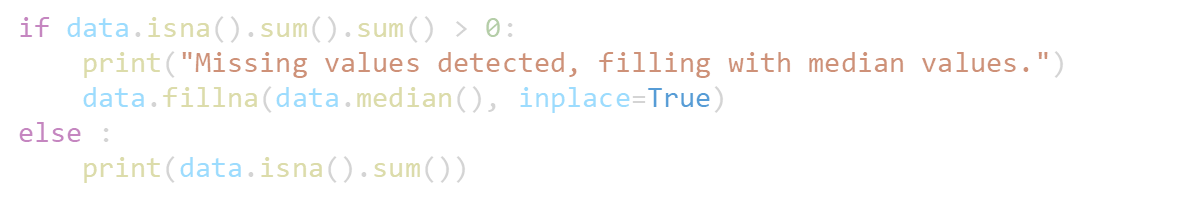 if data.isna().sum().sum() > 0:
    print("Missing values detected, filling with median values.")
    data.fillna(data.median(), inplace=True)
else :
    print(data.isna().sum())